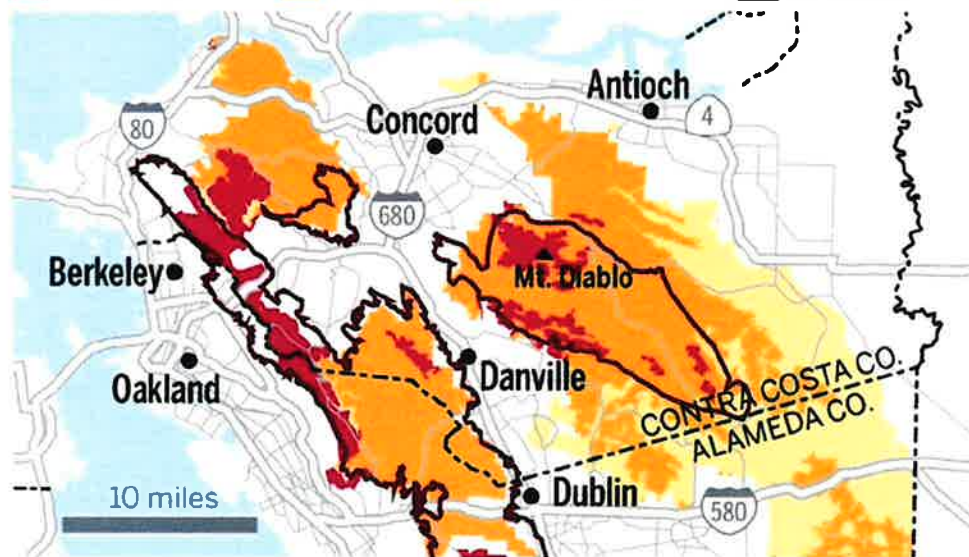 Antioch
4
80
Concord
680
Berkeley
Mt. Diablo
Oakland
Danville
CONTRA COSTA CO.
ALAMEDA CO.
Dublin
10 miles
580